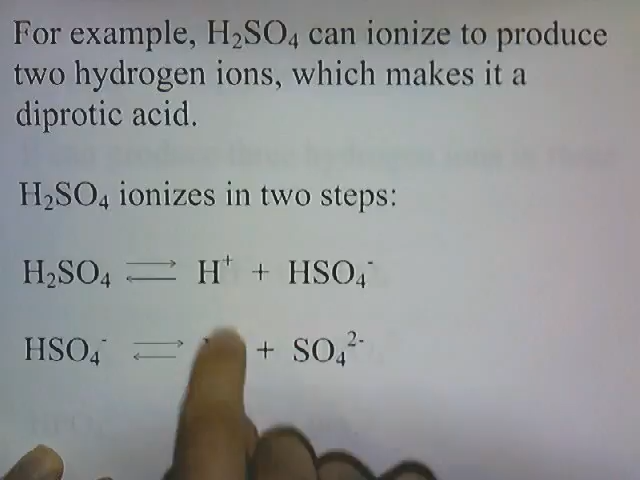 For example, H₂SO₄ can ionize to produce
two hydrogen ions, which makes it a
diprotic acid.
H₂SO₄ ionizes in two steps:
H₂SO₄ ⇌ H⁺ + HSO₄⁻
HSO₄⁻ ⇌ + SO₄²⁻